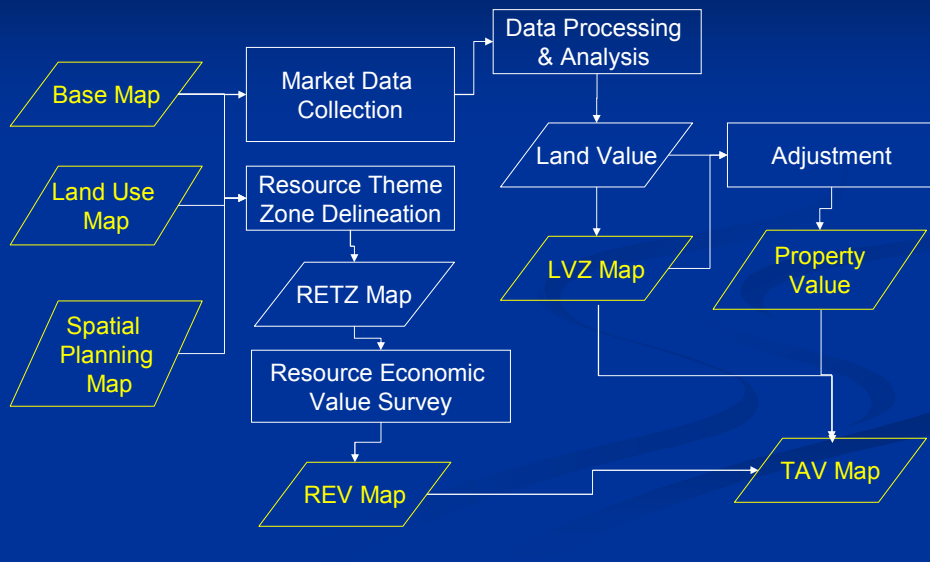 Data Processing
& Analysis
Base Map
Market Data
Collection
Land Value
Adjustment
Land Use
Map
Resource Theme
Zone Delineation
LVZ Map
Property
Value
RETZ Map
Spatial
Planning
Map
Resource Economic
Value Survey
REV Map
TAV Map